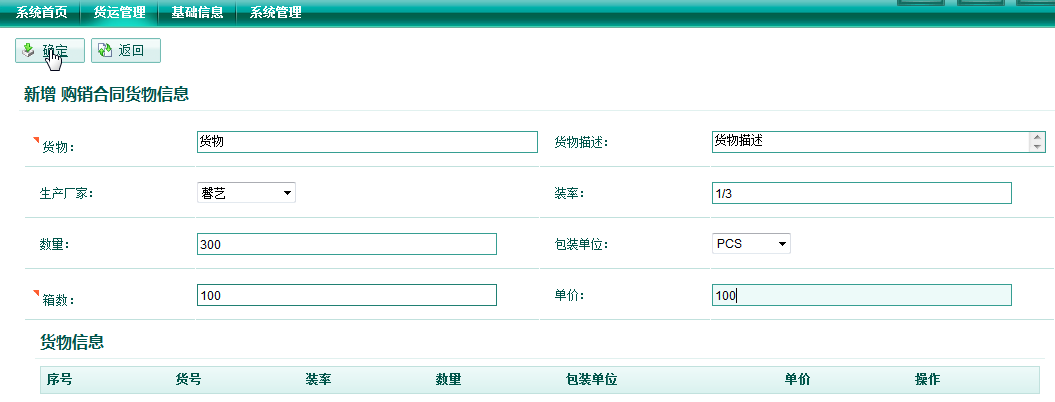 系统首页 货运管理 基础信息 系统管理
确定 返回
新增 购销合同货物信息
货物： 货物 货物描述： 货物描述
生产厂家： 馨艺 装率： 1/3
数量： 300 包装单位： PCS
箱数： 100 单价： 100
货物信息
序号 货号 装率 数量 包装单位 单价 操作